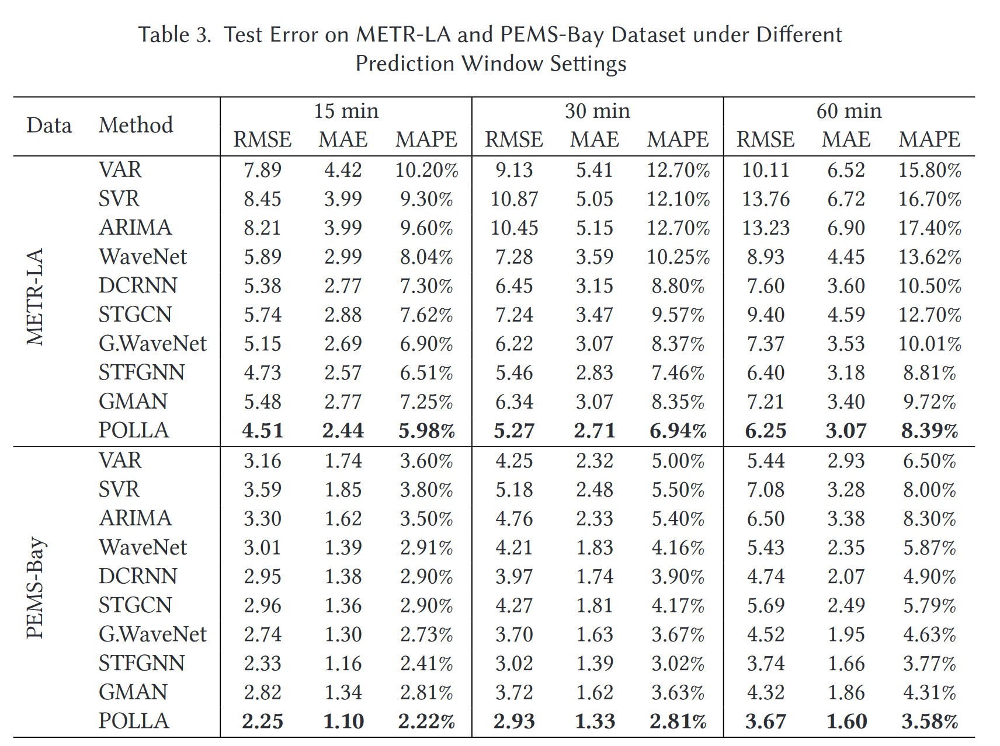 Table 3. Test Error on METR-LA and PEMS-Bay Dataset under Different
Prediction Window Settings
Data Method 15 min 30 min 60 min
RMSE MAE MAPE RMSE MAE MAPE RMSE MAE MAPE
METR-LA
VAR 7.89 4.42 10.20% 9.13 5.41 12.70% 10.11 6.52 15.80%
SVR 8.45 3.99 9.30% 10.87 5.05 12.10% 13.76 6.72 16.70%
ARIMA 8.21 3.99 9.60% 10.45 5.15 12.70% 13.23 6.90 17.40%
WaveNet 5.89 2.99 8.04% 7.28 3.59 10.25% 8.93 4.45 13.62%
DCRNN 5.38 2.77 7.30% 6.45 3.15 8.80% 7.60 3.60 10.50%
STGCN 5.74 2.88 7.62% 7.24 3.47 9.57% 9.40 4.59 12.70%
G.WaveNet 5.15 2.69 6.90% 6.22 3.07 8.37% 7.37 3.53 10.01%
STFGNN 4.73 2.57 6.51% 5.46 2.83 7.46% 6.40 3.18 8.81%
GMAN 5.48 2.77 7.25% 6.34 3.07 8.35% 7.21 3.40 9.72%
POLLA 4.51 2.44 5.98% 5.27 2.71 6.94% 6.25 3.07 8.39%
PEMS-Bay
VAR 3.16 1.74 3.60% 4.25 2.32 5.00% 5.44 2.93 6.50%
SVR 3.59 1.85 3.80% 5.18 2.48 5.50% 7.08 3.28 8.00%
ARIMA 3.30 1.62 3.50% 4.76 2.33 5.40% 6.50 3.38 8.30%
WaveNet 3.01 1.39 2.91% 4.21 1.83 4.16% 5.43 2.35 5.87%
DCRNN 2.95 1.38 2.90% 3.97 1.74 3.90% 4.74 2.07 4.90%
STGCN 2.96 1.36 2.90% 4.27 1.81 4.17% 5.69 2.49 5.79%
G.WaveNet 2.74 1.30 2.73% 3.70 1.63 3.67% 4.52 1.95 4.63%
STFGNN 2.33 1.16 2.41% 3.02 1.39 3.02% 3.74 1.66 3.77%
GMAN 2.82 1.34 2.81% 3.72 1.62 3.63% 4.32 1.86 4.31%
POLLA 2.25 1.10 2.22% 2.93 1.33 2.81% 3.67 1.60 3.58%